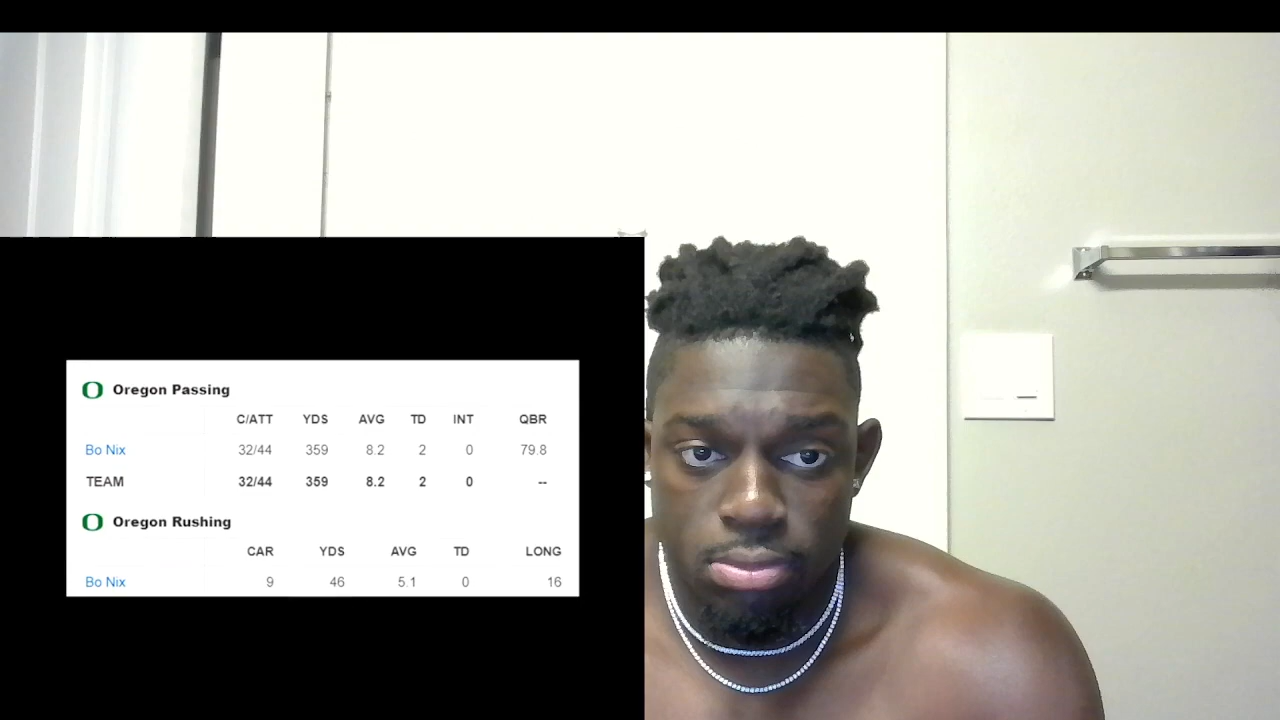 Oregon Passing
C/ATT YDS AVG TD INT QBR
Bo Nix 32/44 359 8.2 2 0 79.8
TEAM 32/44 359 8.2 2 0 --
Oregon Rushing
CAR YDS AVG TD LONG
Bo Nix 9 46 5.1 0 16